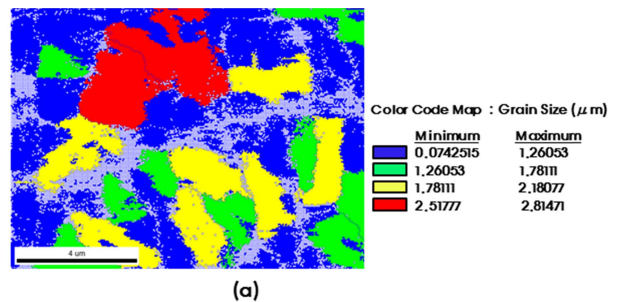 Color Code Map : Grain Size (μm)
Minimum Maximum
0.0742515 1.26053
1.26053 1.78111
1.78111 2.18077
2.51777 2.81471
4 um
(a)